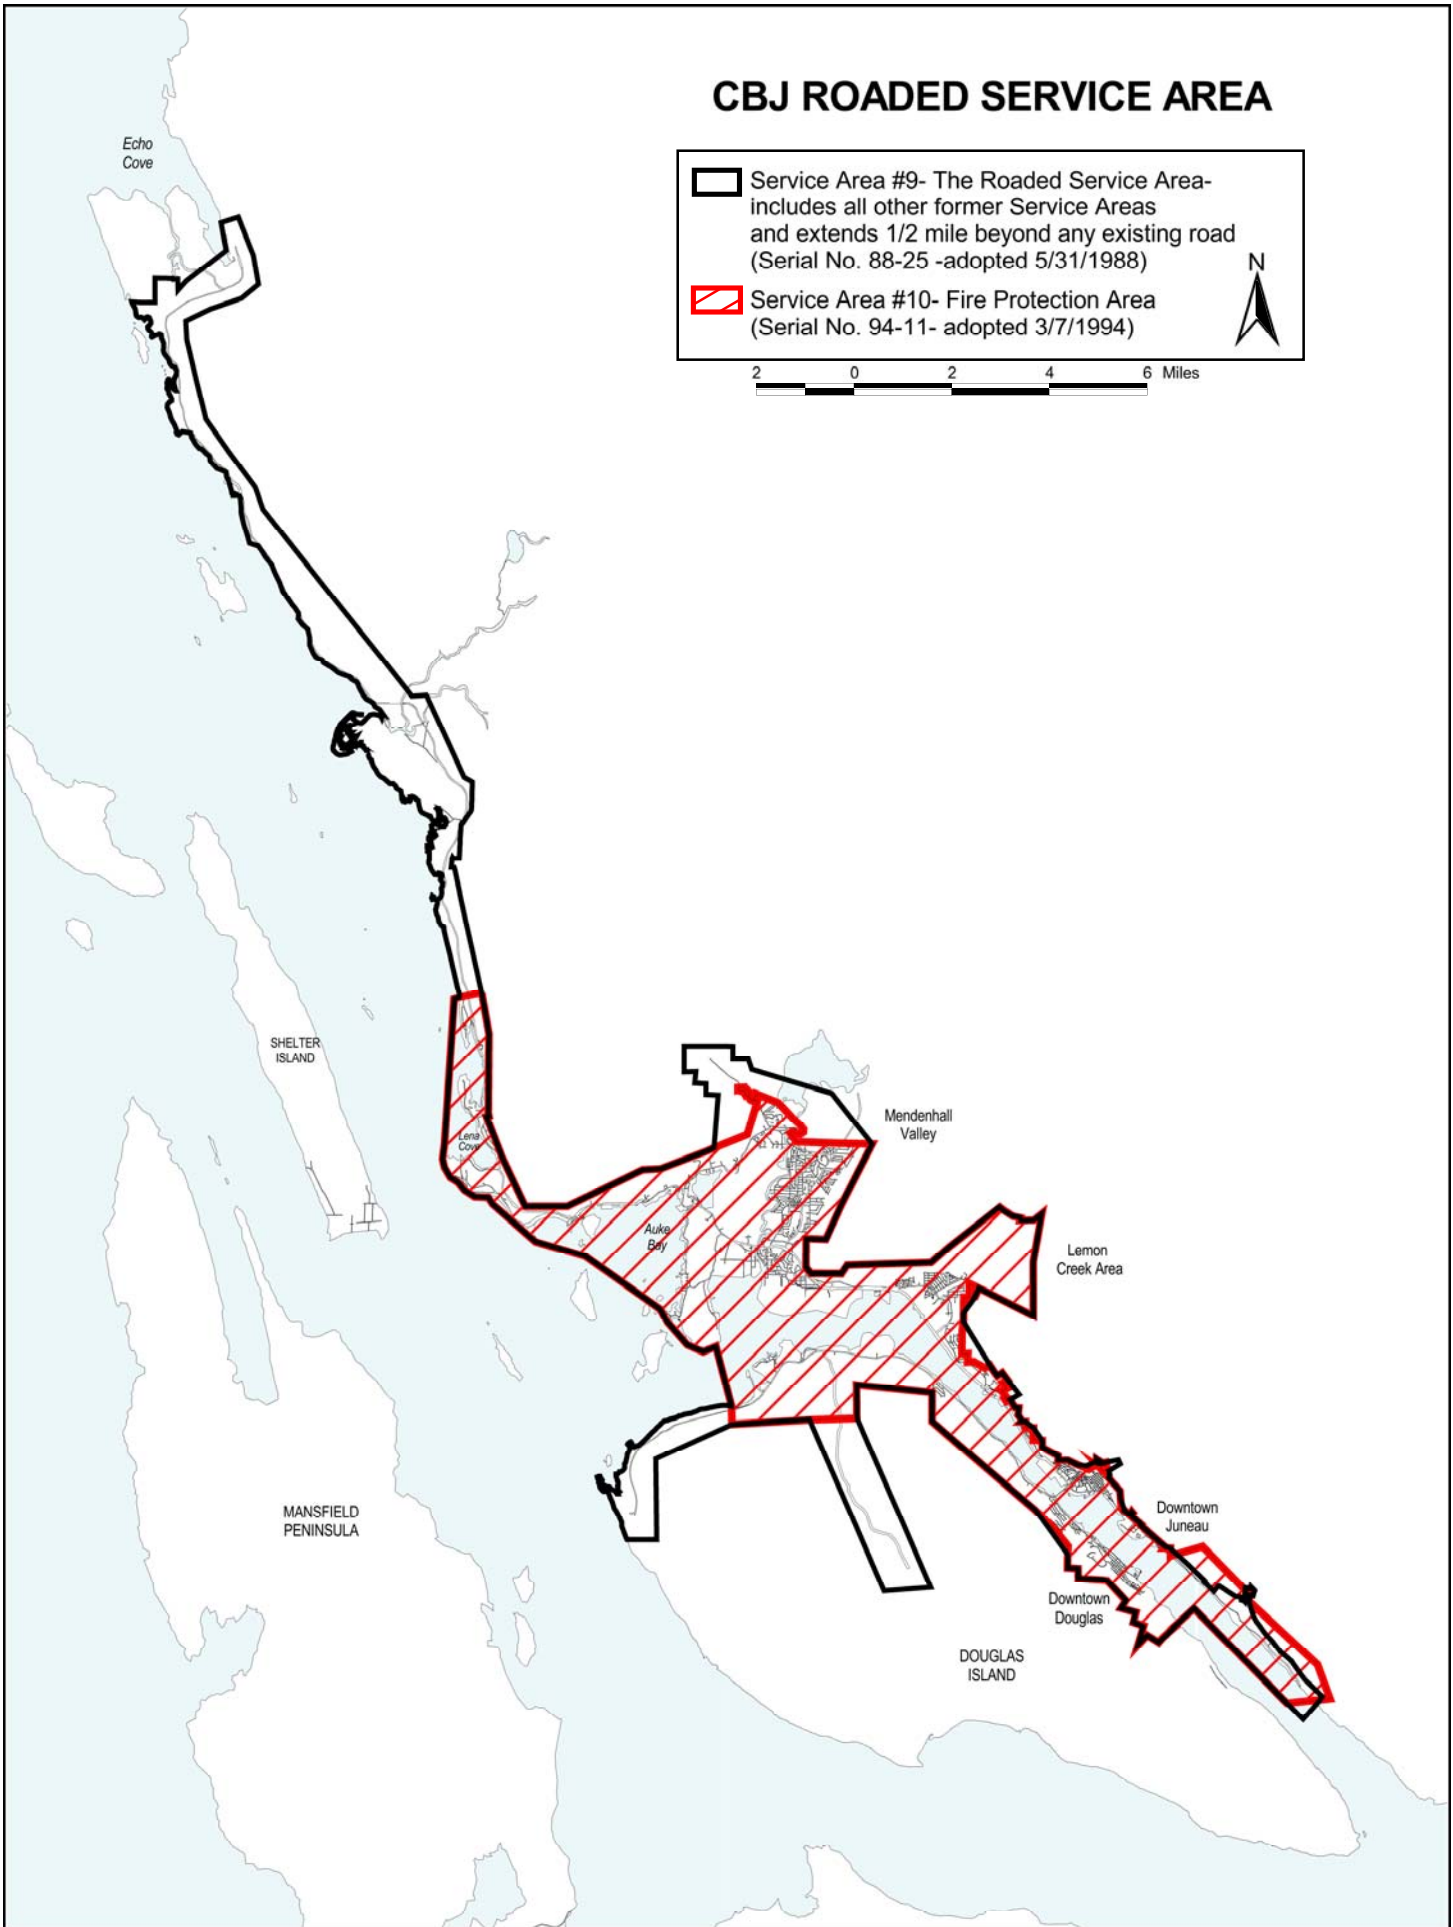 CBJ ROADED SERVICE AREA
Service Area #9- The Roaded Service Area-
includes all other former Service Areas
and extends 1/2 mile beyond any existing road
(Serial No. 88-25 -adopted 5/31/1988)
N
Service Area #10- Fire Protection Area
(Serial No. 94-11- adopted 3/7/1994)
2 0 2 4 6 Miles
Echo
Cove
SHELTER
ISLAND
Lena
Cove
Mendenhall
Valley
Auke
Bay
Lemon
Creek Area
MANSFIELD
PENINSULA
Downtown
Juneau
Downtown
Douglas
DOUGLAS
ISLAND